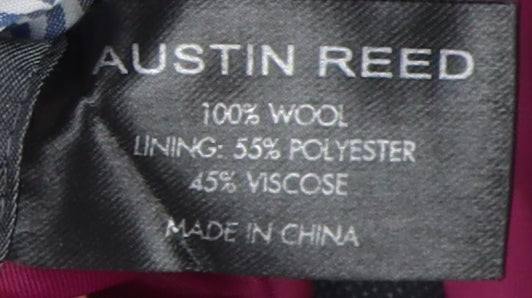 AUSTIN REED
100% WOOL
LINING: 55% POLYESTER
45% VISCOSE
MADE IN CHINA